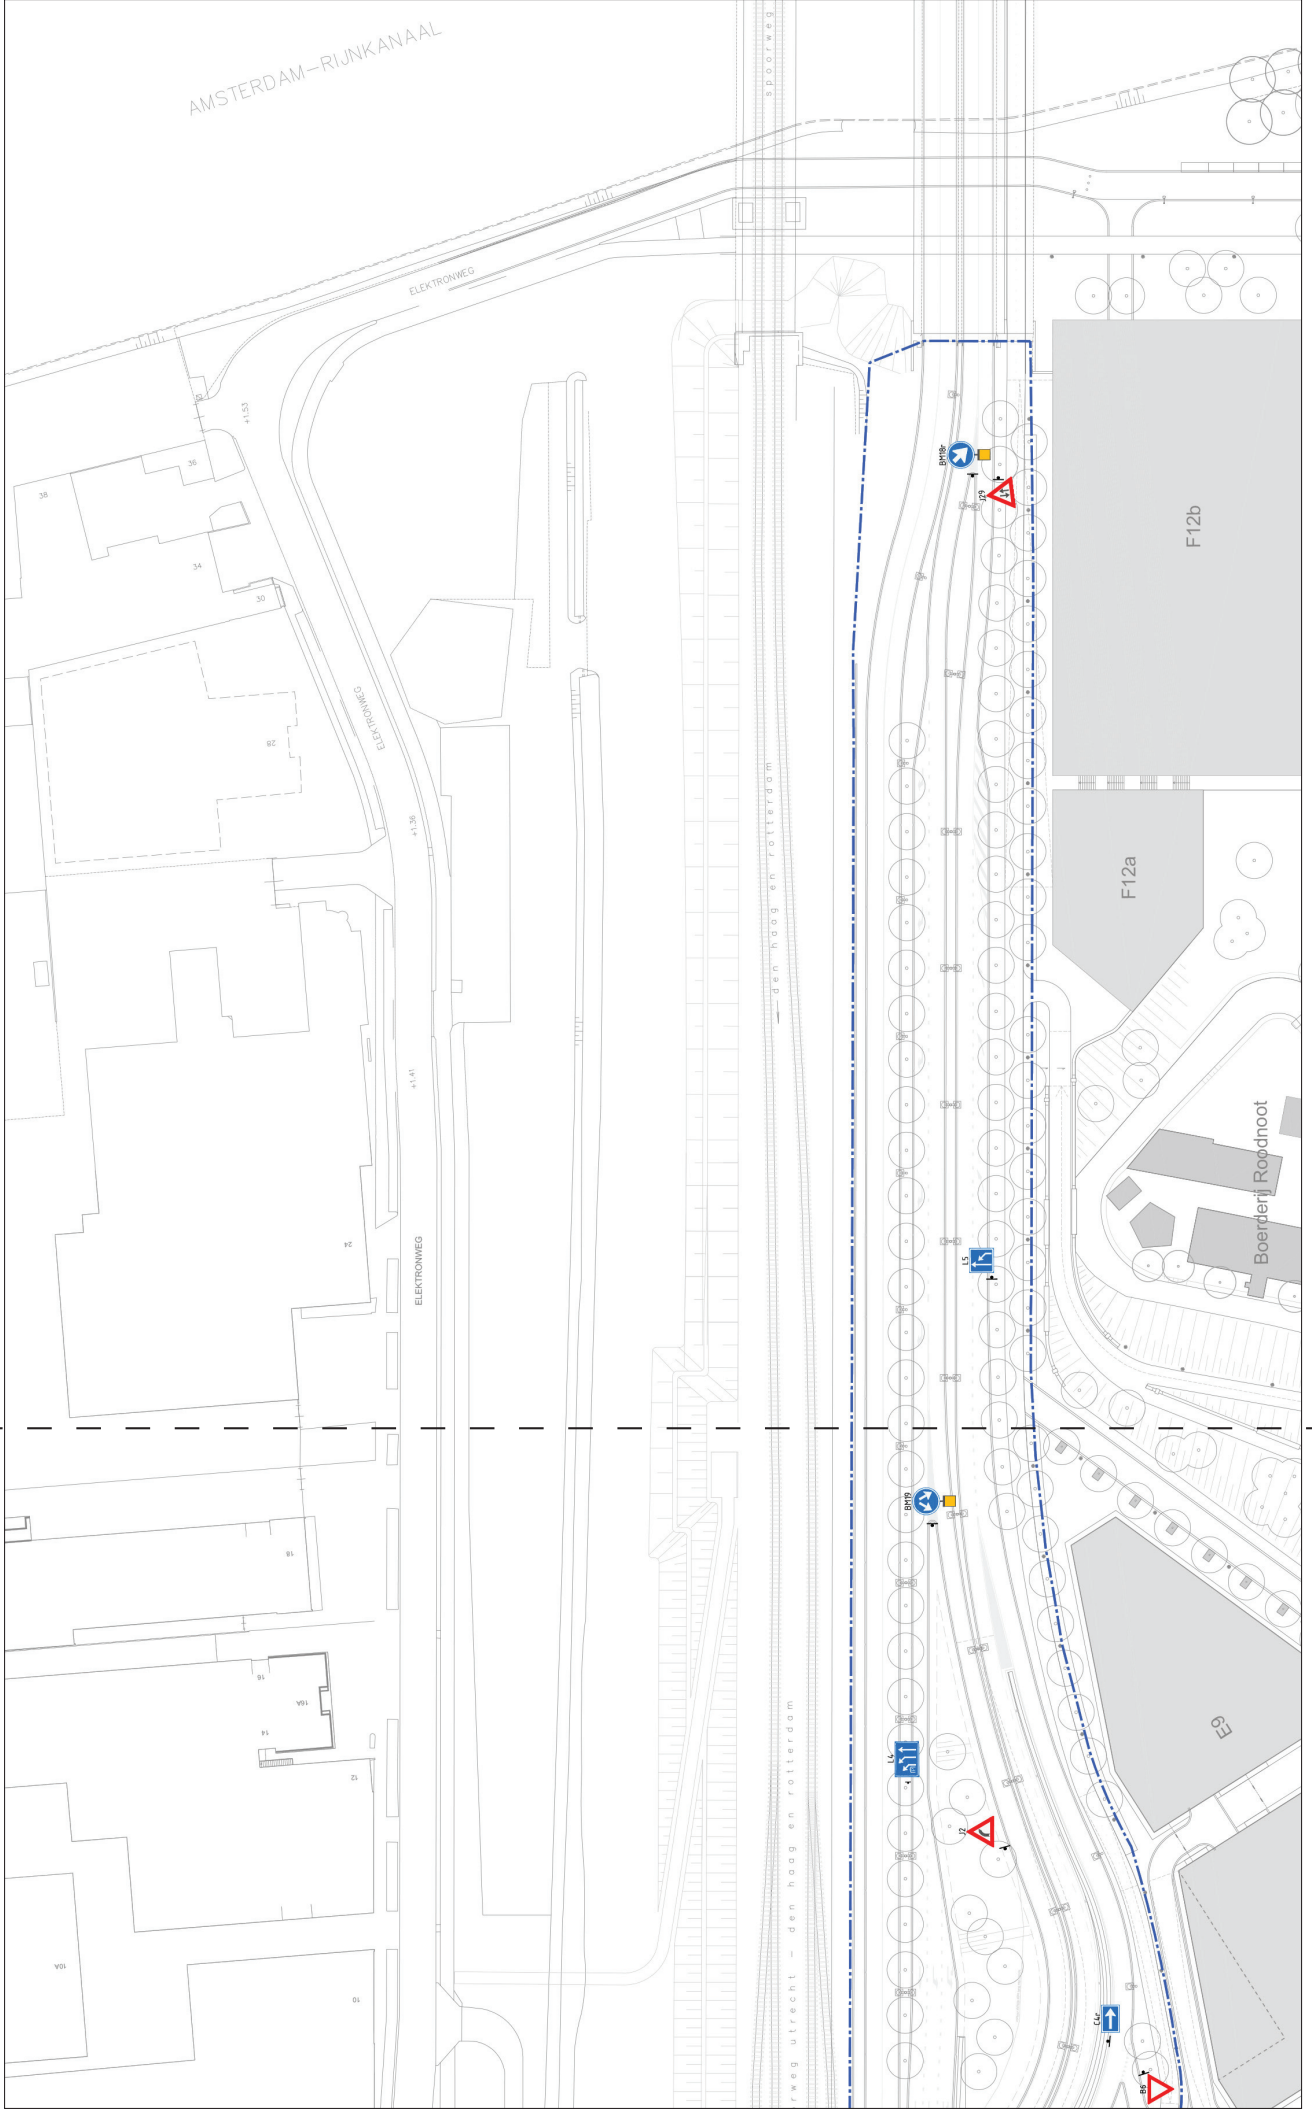 AMSTERDAM-RIJNKANAAL
spoorweg
ELEKTRONWEG
+1.53
38
36
34
30
BM18r
J29
F12b
28
ELEKTRONWEG
+1.36
den haag en rotterdam
F12a
+1.41
Boerderij Roodnoot
24
ELEKTRONWEG
L5
BM19
18
16
16A
14
12
L4
J2
E9
10A
10
rweg utrecht - den haag en rotterdam
C4r
B6